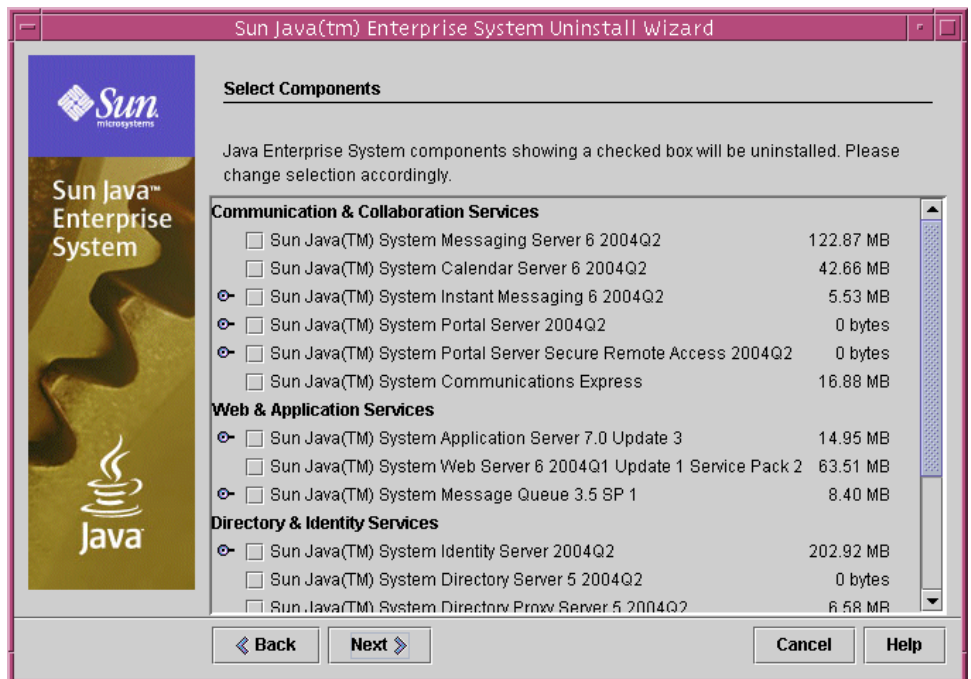 Sun Java(tm) Enterprise System Uninstall Wizard
Sun
microsystems
Sun Java™
Enterprise
System
Java
Select Components
Java Enterprise System components showing a checked box will be uninstalled. Please
change selection accordingly.
Communication & Collaboration Services
Sun Java(TM) System Messaging Server 6 2004Q2 122.87 MB
Sun Java(TM) System Calendar Server 6 2004Q2 42.66 MB
Sun Java(TM) System Instant Messaging 6 2004Q2 5.53 MB
Sun Java(TM) System Portal Server 2004Q2 0 bytes
Sun Java(TM) System Portal Server Secure Remote Access 2004Q2 0 bytes
Sun Java(TM) System Communications Express 16.88 MB
Web & Application Services
Sun Java(TM) System Application Server 7.0 Update 3 14.95 MB
Sun Java(TM) System Web Server 6 2004Q1 Update 1 Service Pack 2 63.51 MB
Sun Java(TM) System Message Queue 3.5 SP 1 8.40 MB
Directory & Identity Services
Sun Java(TM) System Identity Server 2004Q2 202.92 MB
Sun Java(TM) System Directory Server 5 2004Q2 0 bytes
Sun Java(TM) System Directory Proxy Server 5 2004Q2 6.58 MB
Back Next Cancel Help